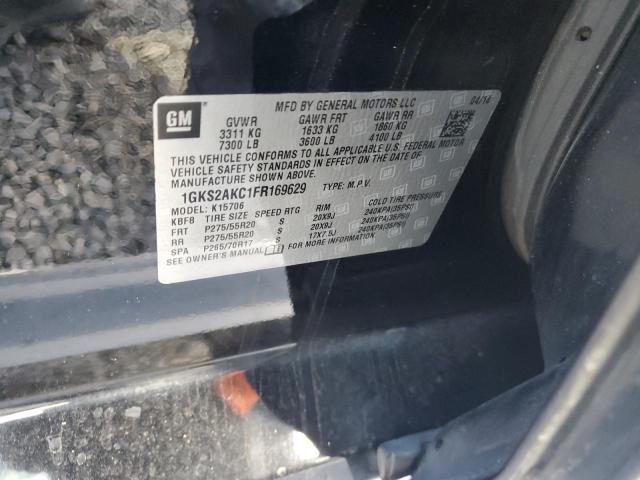 GM
MFD BY GENERAL MOTORS LLC 04/18
GVWR GAWR FRT GAWR RR
3311 KG 1633 KG 1860 KG
7300 LB 3600 LB 4100 LB
THIS VEHICLE CONFORMS TO ALL APPLICABLE U.S. FEDERAL MOTOR
VEHICLE SAFETY STANDARDS IN EFFECT ON THE DATE OF
MANUFACTURE SHOWN ABOVE.
1GKS2AKC1FR169629 TYPE: M.P.V.
MODEL: K15706
KBFB TIRE SIZE SPEED RTG RIM COLD TIRE PRESSURE
FRT P275/55R20 S 20X9J 240KPA(35PSI)
RR P275/55R20 S 20X9J 240KPA(35PSI)
SPA P265/70R17 S 17X7.5J 240KPA(35PSI)
SEE OWNER'S MANUAL FOR MORE INFORMATION.